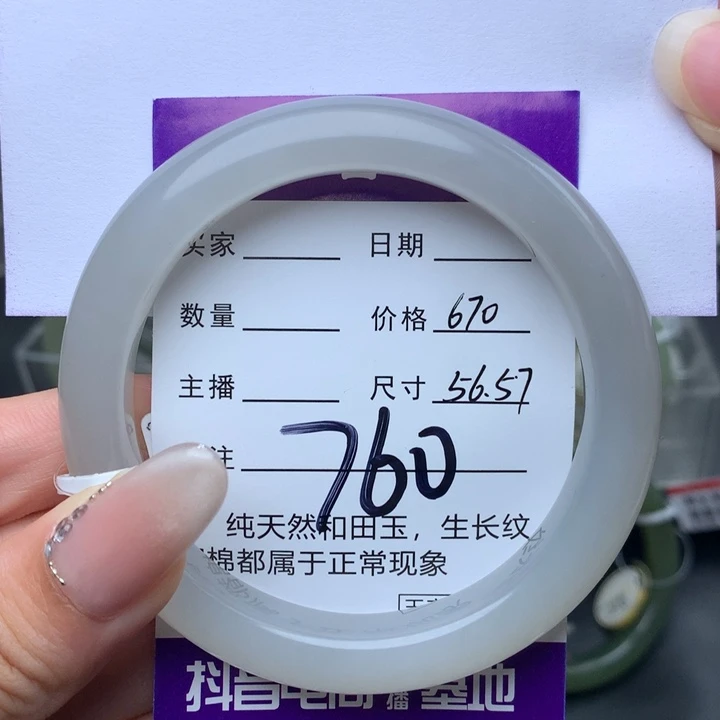 买家 日期
数量 价格 670
主播 尺寸 56.57
注 760
纯天然和田玉，生长纹
棉都属于正常现象
抖音电商 播基地